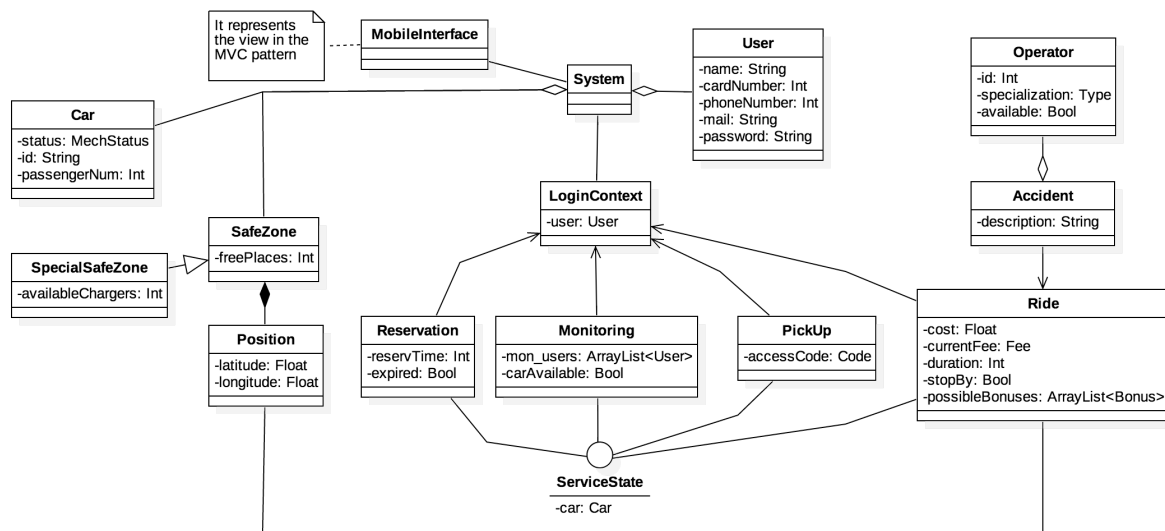 It represents
the view in the
MVC pattern
MobileInterface
System
User
-name: String
-cardNumber: Int
-phoneNumber: Int
-mail: String
-password: String
Operator
-id: Int
-specialization: Type
-available: Bool
Car
-status: MechStatus
-id: String
-passengerNum: Int
LoginContext
-user: User
Accident
-description: String
SafeZone
-freePlaces: Int
SpecialSafeZone
-availableChargers: Int
Position
-latitude: Float
-longitude: Float
Reservation
-reservTime: Int
-expired: Bool
Monitoring
-mon_users: ArrayList<User>
-carAvailable: Bool
PickUp
-accessCode: Code
Ride
-cost: Float
-currentFee: Fee
-duration: Int
-stopBy: Bool
-possibleBonuses: ArrayList<Bonus>
ServiceState
-car: Car